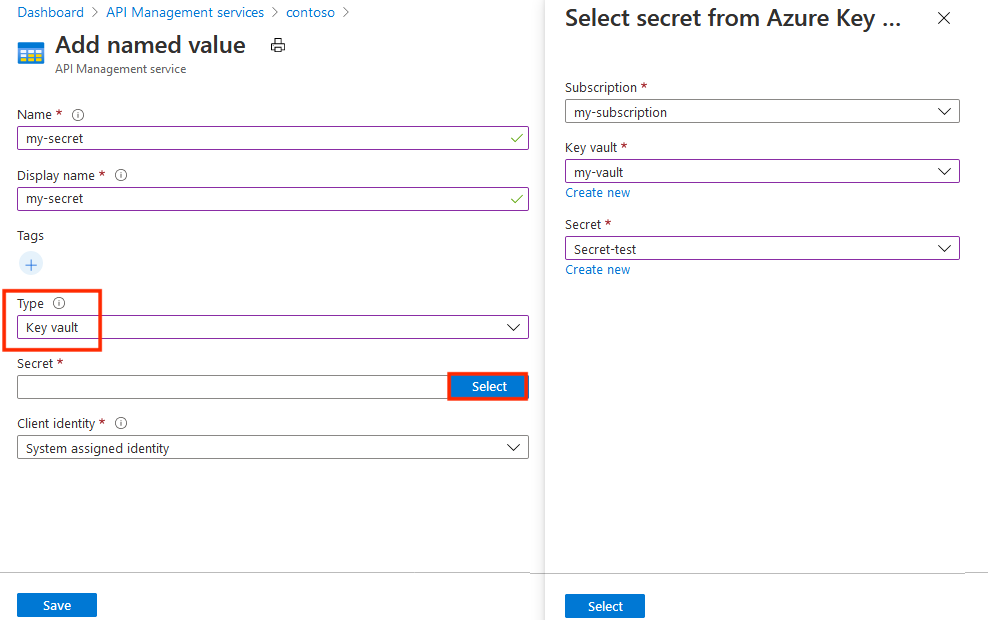 Dashboard > API Management services > contoso >
Add named value
API Management service
Name *
my-secret
Display name *
my-secret
Tags
Type
Key vault
Secret *
Select
Client identity *
System assigned identity
Save
Select secret from Azure Key ...
Subscription *
my-subscription
Key vault *
my-vault
Create new
Secret *
Secret-test
Create new
Select